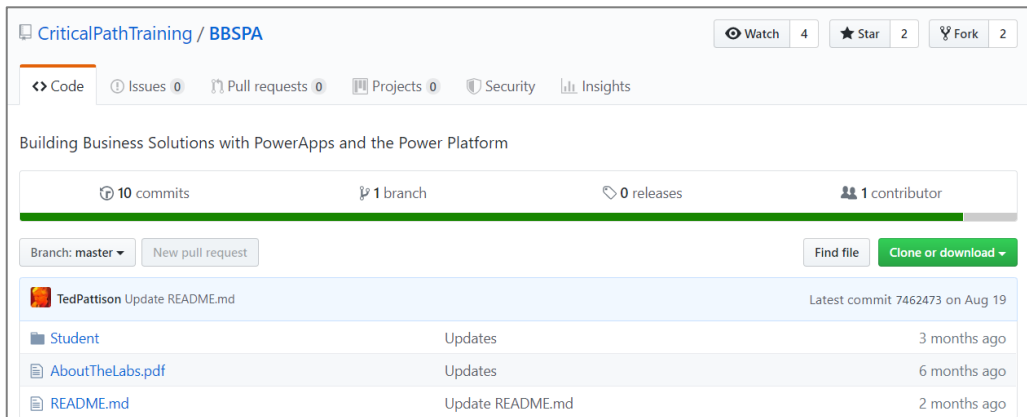 CriticalPathTraining / BBSPA
Watch 4 Star 2 Fork 2
Code Issues 0 Pull requests 0 Projects 0 Security Insights
Building Business Solutions with PowerApps and the Power Platform
10 commits 1 branch 0 releases 1 contributor
Branch: master New pull request Find file Clone or download
TedPattison Update README.md Latest commit 7462473 on Aug 19
Student Updates 3 months ago
AboutTheLabs.pdf Updates 6 months ago
README.md Update README.md 2 months ago